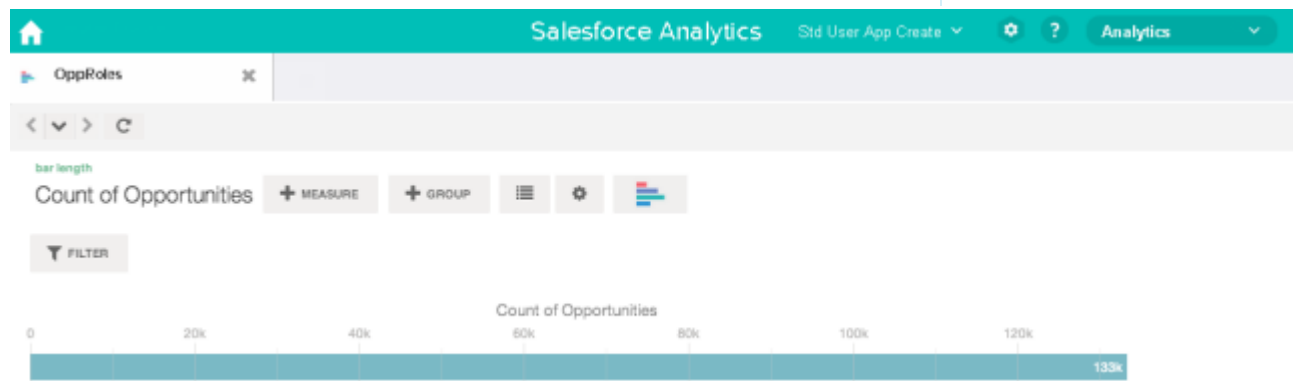 Salesforce Analytics Std User App Create ? Analytics
OppRoles
bar length
Count of Opportunities + MEASURE + GROUP
FILTER
Count of Opportunities
0 20k 40k 60k 80k 100k 120k
133k